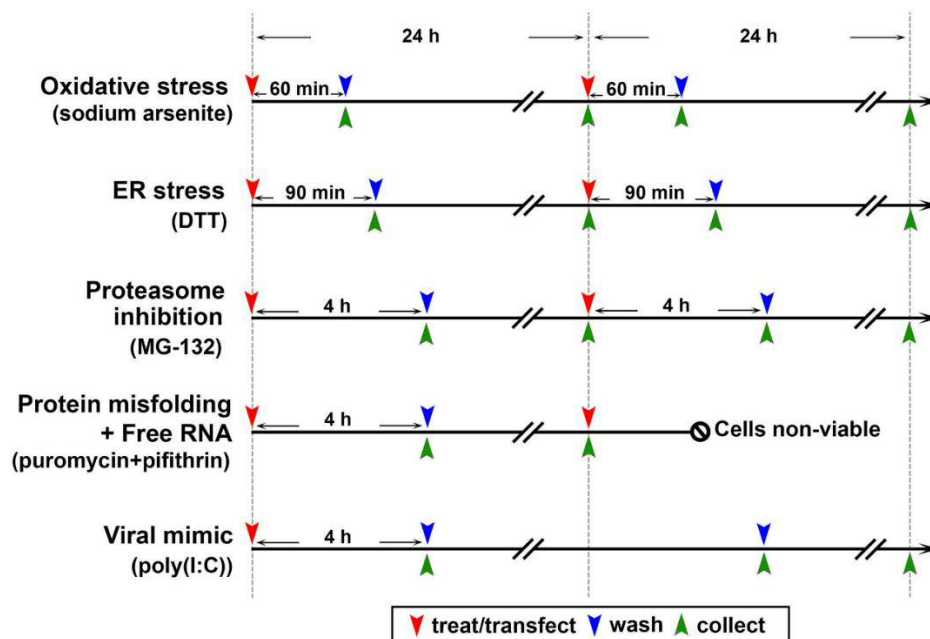 24 h 24 h
Oxidative stress
(sodium arsenite)
60 min 60 min
ER stress
(DTT)
90 min 90 min
Proteasome
inhibition
(MG-132)
4 h 4 h
Protein misfolding
+ Free RNA
(puromycin+pifithrin)
4 h
Cells non-viable
Viral mimic
(poly(I:C))
4 h
treat/transfect wash collect